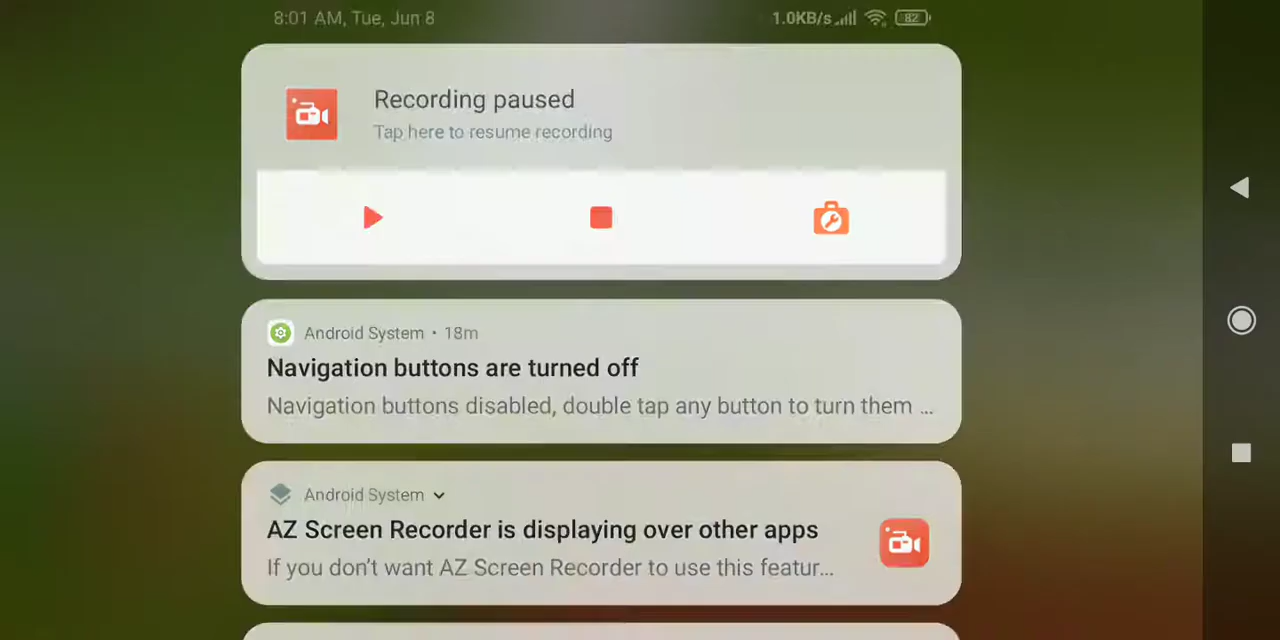 8:01 AM, Tue, Jun 8
1.0KB/s
82
Recording paused
Tap here to resume recording
Android System • 18m
Navigation buttons are turned off
Navigation buttons disabled, double tap any button to turn them ...
Android System
AZ Screen Recorder is displaying over other apps
If you don't want AZ Screen Recorder to use this featur...